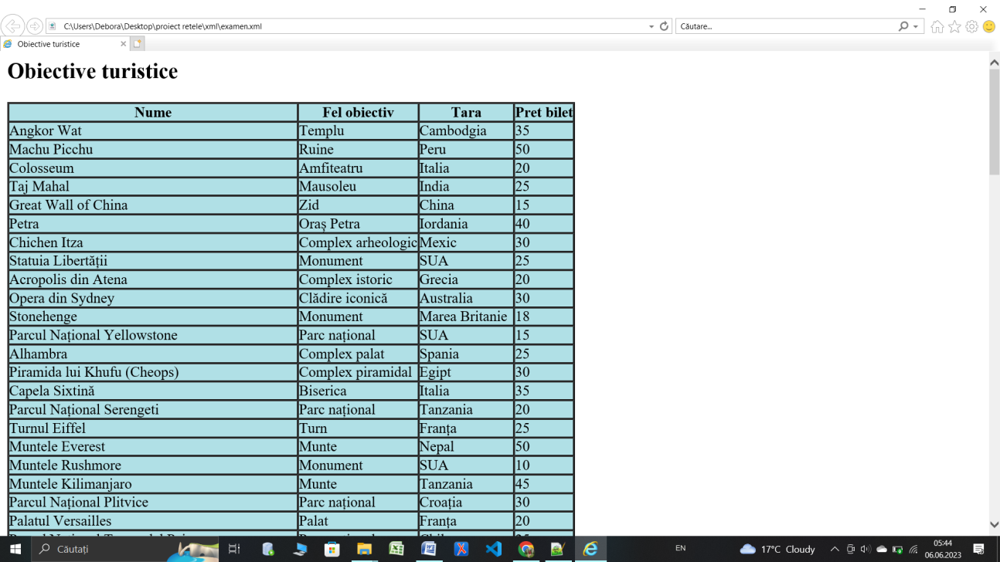 C:\Users\Debora\Desktop\proiect retele\xml\examen.xml
Căutare...
Obiective turistice
Obiective turistice
Nume Fel obiectiv Tara Pret bilet
Angkor Wat Templu Cambodgia 35
Machu Picchu Ruine Peru 50
Colosseum Amfiteatru Italia 20
Taj Mahal Mausoleu India 25
Great Wall of China Zid China 15
Petra Oraș Petra Iordania 40
Chichen Itza Complex arheologic Mexic 30
Statuia Libertății Monument SUA 25
Acropolis din Atena Complex istoric Grecia 20
Opera din Sydney Clădire iconică Australia 30
Stonehenge Monument Marea Britanie 18
Parcul Național Yellowstone Parc național SUA 15
Alhambra Complex palat Spania 25
Piramida lui Khufu (Cheops) Complex piramidal Egipt 30
Capela Sixtină Biserica Italia 35
Parcul Național Serengeti Parc național Tanzania 20
Turnul Eiffel Turn Franța 25
Muntele Everest Munte Nepal 50
Muntele Rushmore Monument SUA 10
Muntele Kilimanjaro Munte Tanzania 45
Parcul Național Plitvice Parc național Croația 30
Palatul Versailles Palat Franța 20
Căutați
EN
17°C Cloudy
05:44
06.06.2023